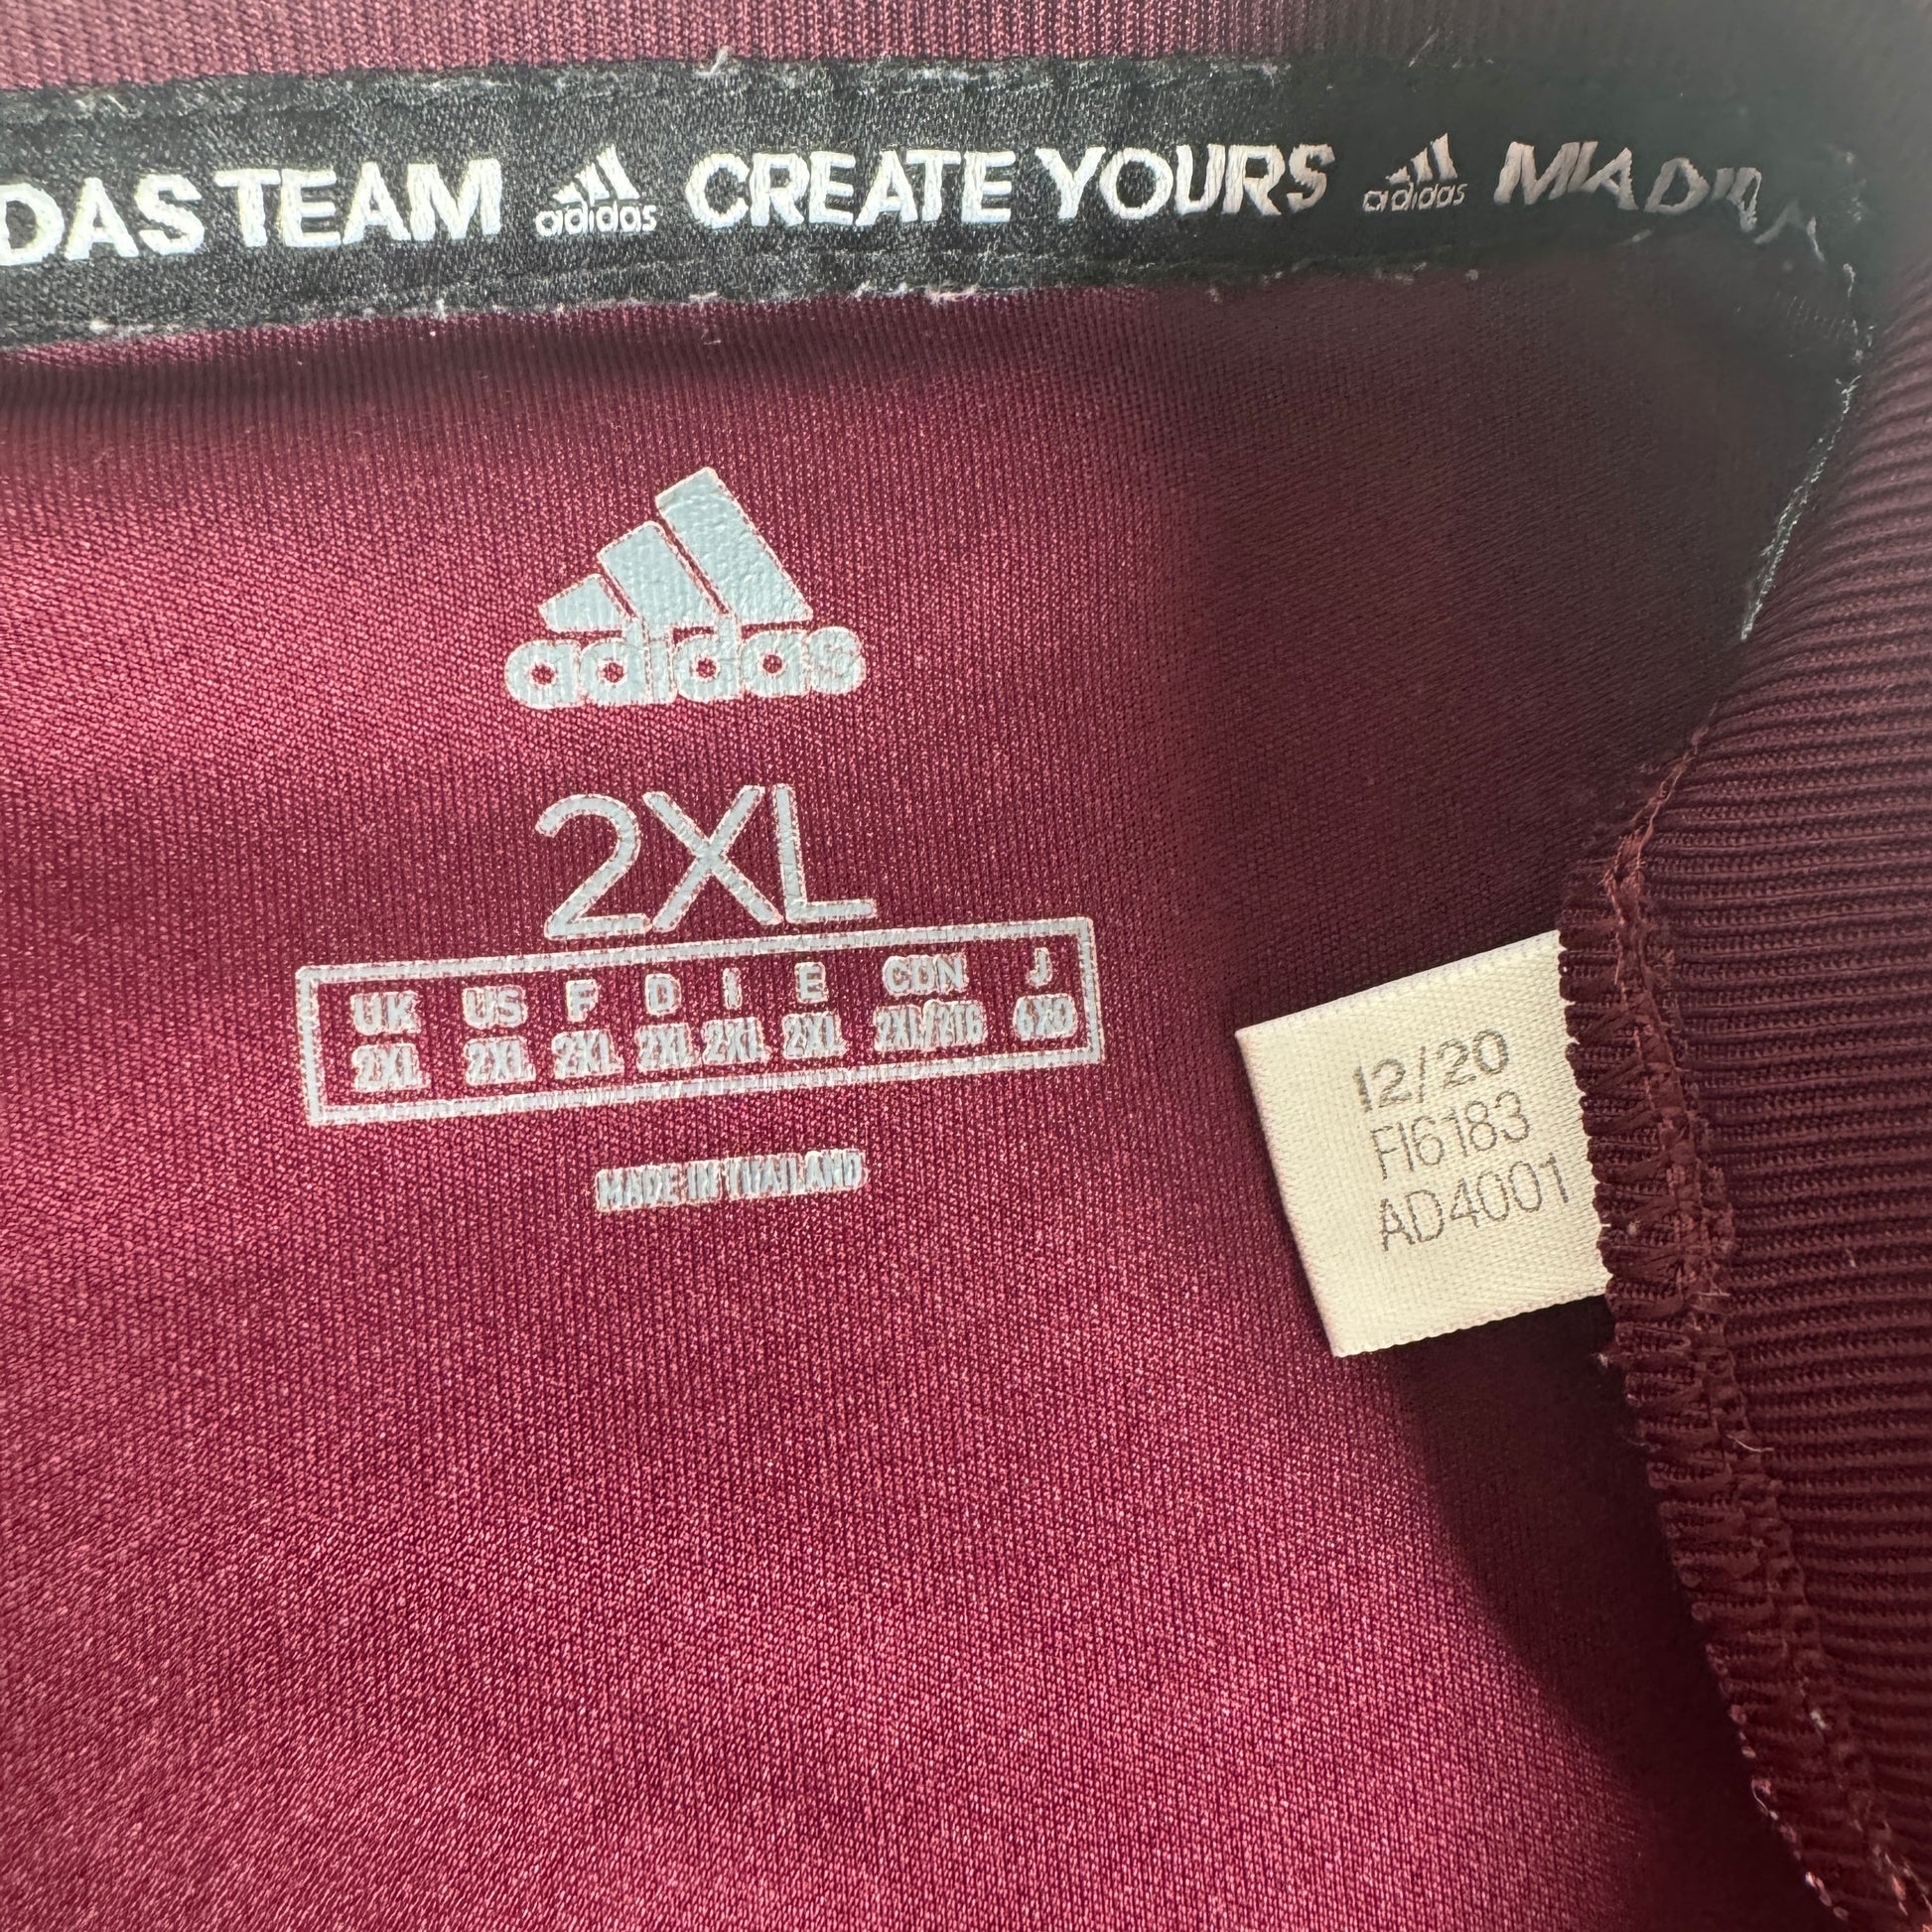 DAS TEAM adidas CREATE YOURS adidas
adidas
2XL
UK US F D I E CDN J
2XL 2XL 2XL 2XL 2XL 2XL 2XL/2TG 6XO
MADE IN THAILAND
12/20
FI6183
AD4001